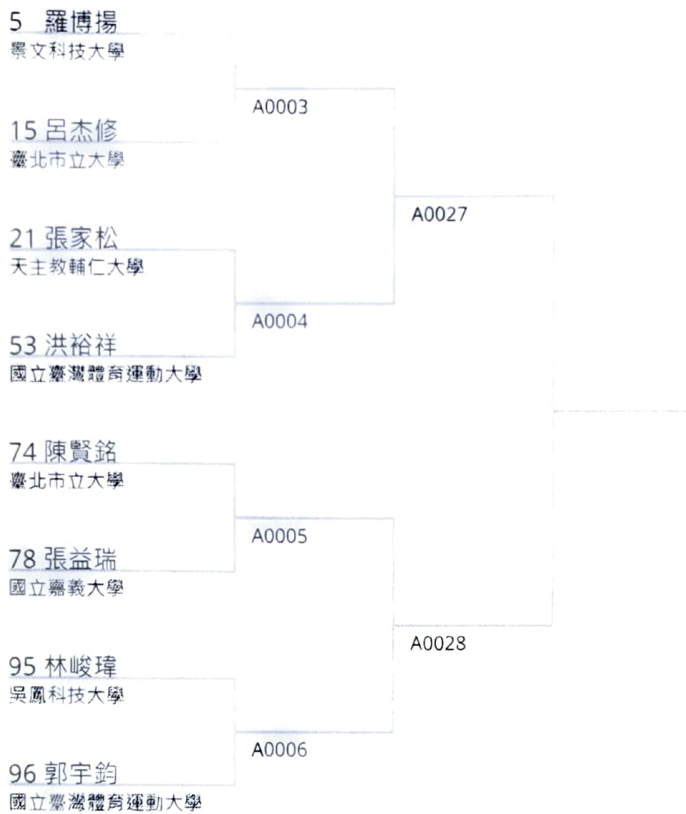 5 羅博揚
景文科技大學
A0003
15 呂杰修
臺北市立大學
A0027
21 張家松
天主教輔仁大學
A0004
53 洪裕祥
國立臺灣體育運動大學
74 陳賢銘
臺北市立大學
A0005
78 張益瑞
國立嘉義大學
A0028
95 林峻瑋
吳鳳科技大學
A0006
96 郭宇鈞
國立臺灣體育運動大學